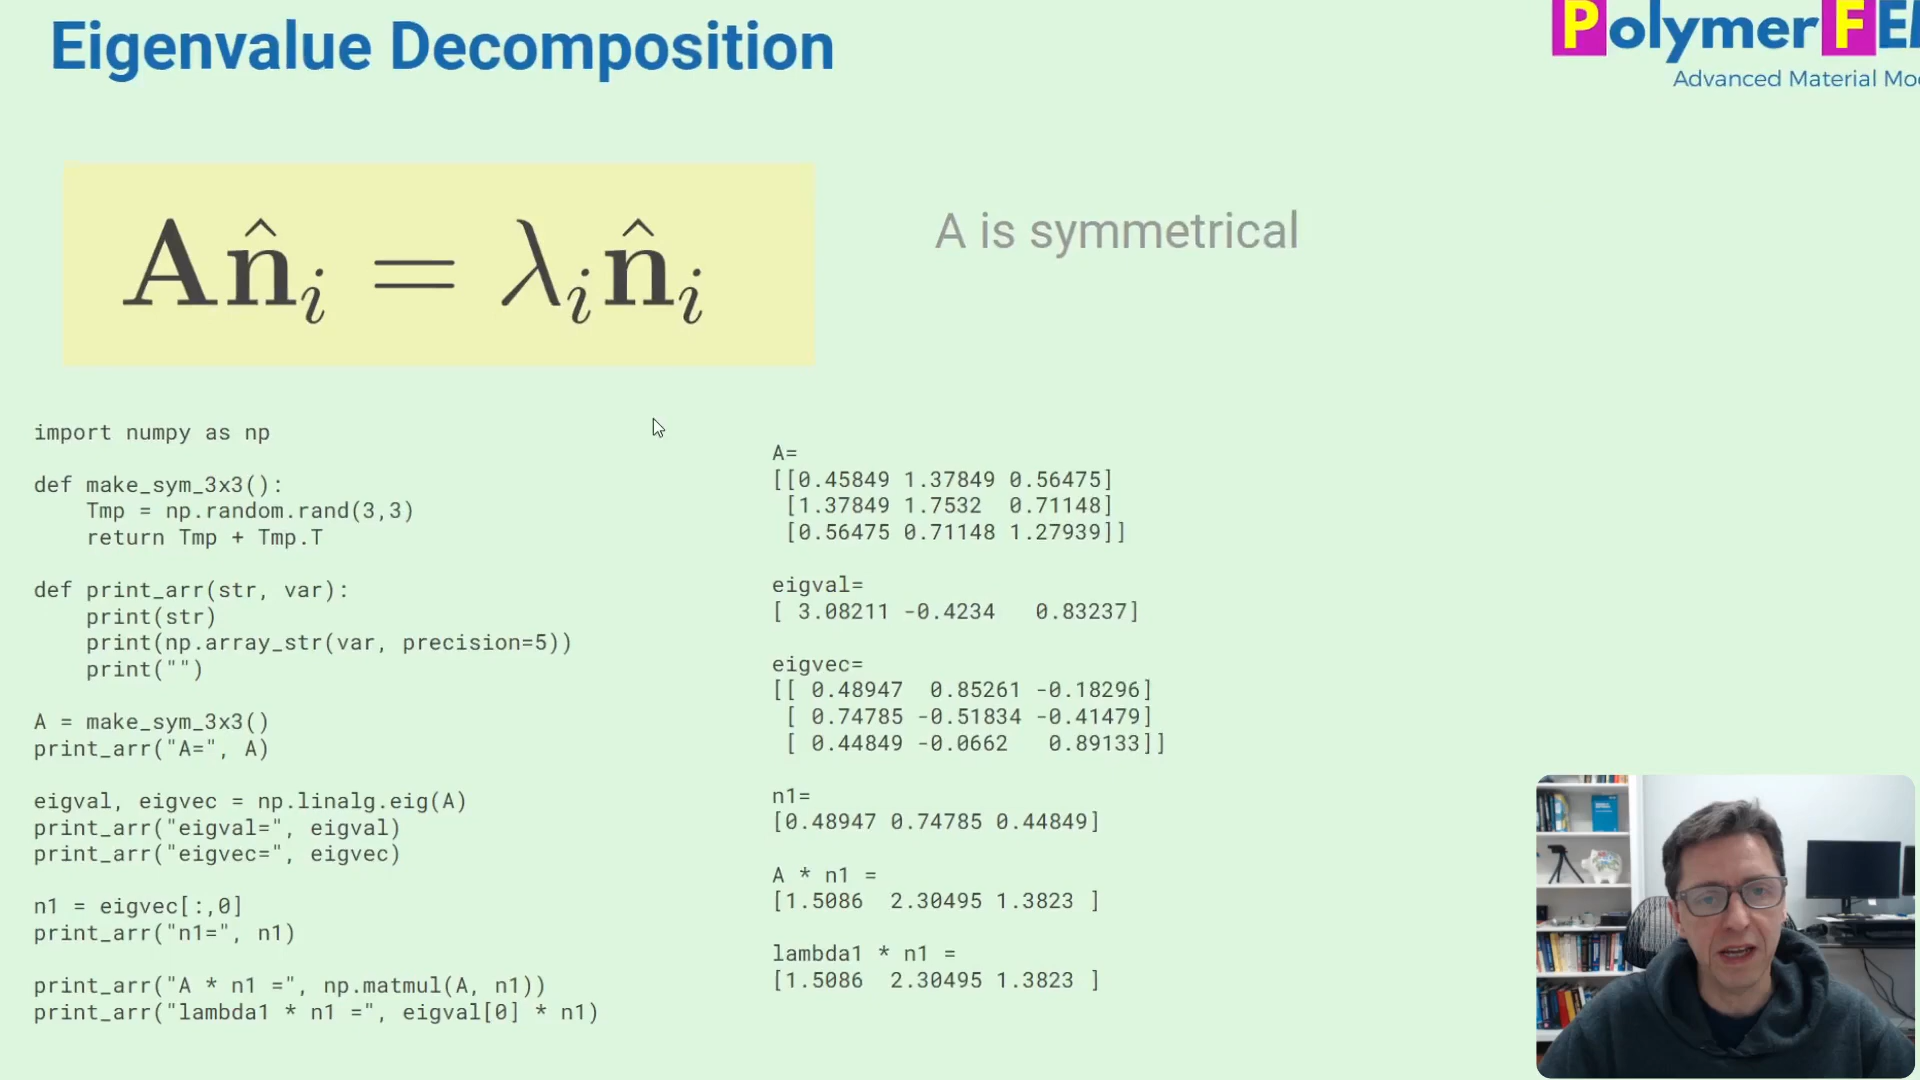 Eigenvalue Decomposition
PolymerFEM
Advanced Material Mo
𝐀n̂ᵢ = λᵢn̂ᵢ
A is symmetrical
import numpy as np
def make_sym_3x3():
    Tmp = np.random.rand(3,3)
    return Tmp + Tmp.T
def print_arr(str, var):
    print(str)
    print(np.array_str(var, precision=5))
    print("")
A = make_sym_3x3()
print_arr("A=", A)
eigval, eigvec = np.linalg.eig(A)
print_arr("eigval=", eigval)
print_arr("eigvec=", eigvec)
n1 = eigvec[:,0]
print_arr("n1=", n1)
print_arr("A * n1 =", np.matmul(A, n1))
print_arr("lambda1 * n1 =", eigval[0] * n1)
A=
[[0.45849 1.37849 0.56475]
 [1.37849 1.7532  0.71148]
 [0.56475 0.71148 1.27939]]
eigval=
[ 3.08211 -0.4234   0.83237]
eigvec=
[[ 0.48947  0.85261 -0.18296]
 [ 0.74785 -0.51834 -0.41479]
 [ 0.44849 -0.0662   0.89133]]
n1=
[0.48947 0.74785 0.44849]
A * n1 =
[1.5086  2.30495 1.3823 ]
lambda1 * n1 =
[1.5086  2.30495 1.3823 ]